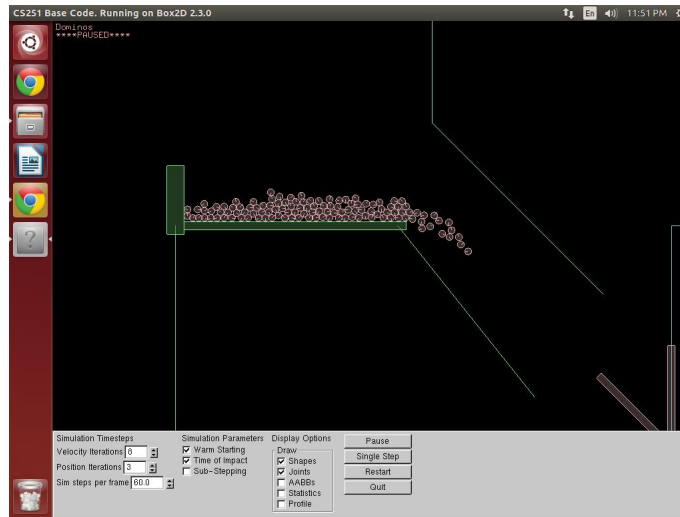 CS251 Base Code. Running on Box2D 2.3.0
En
11:51 PM
Dominos
****PAUSED****
?
Simulation Timesteps
Velocity Iterations 8
Position Iterations 3
Sim steps per frame 60.0
Simulation Parameters
Warm Starting
Time of Impact
Sub-Stepping
Display Options
Draw
Shapes
Joints
AABBs
Statistics
Profile
Pause
Single Step
Restart
Quit